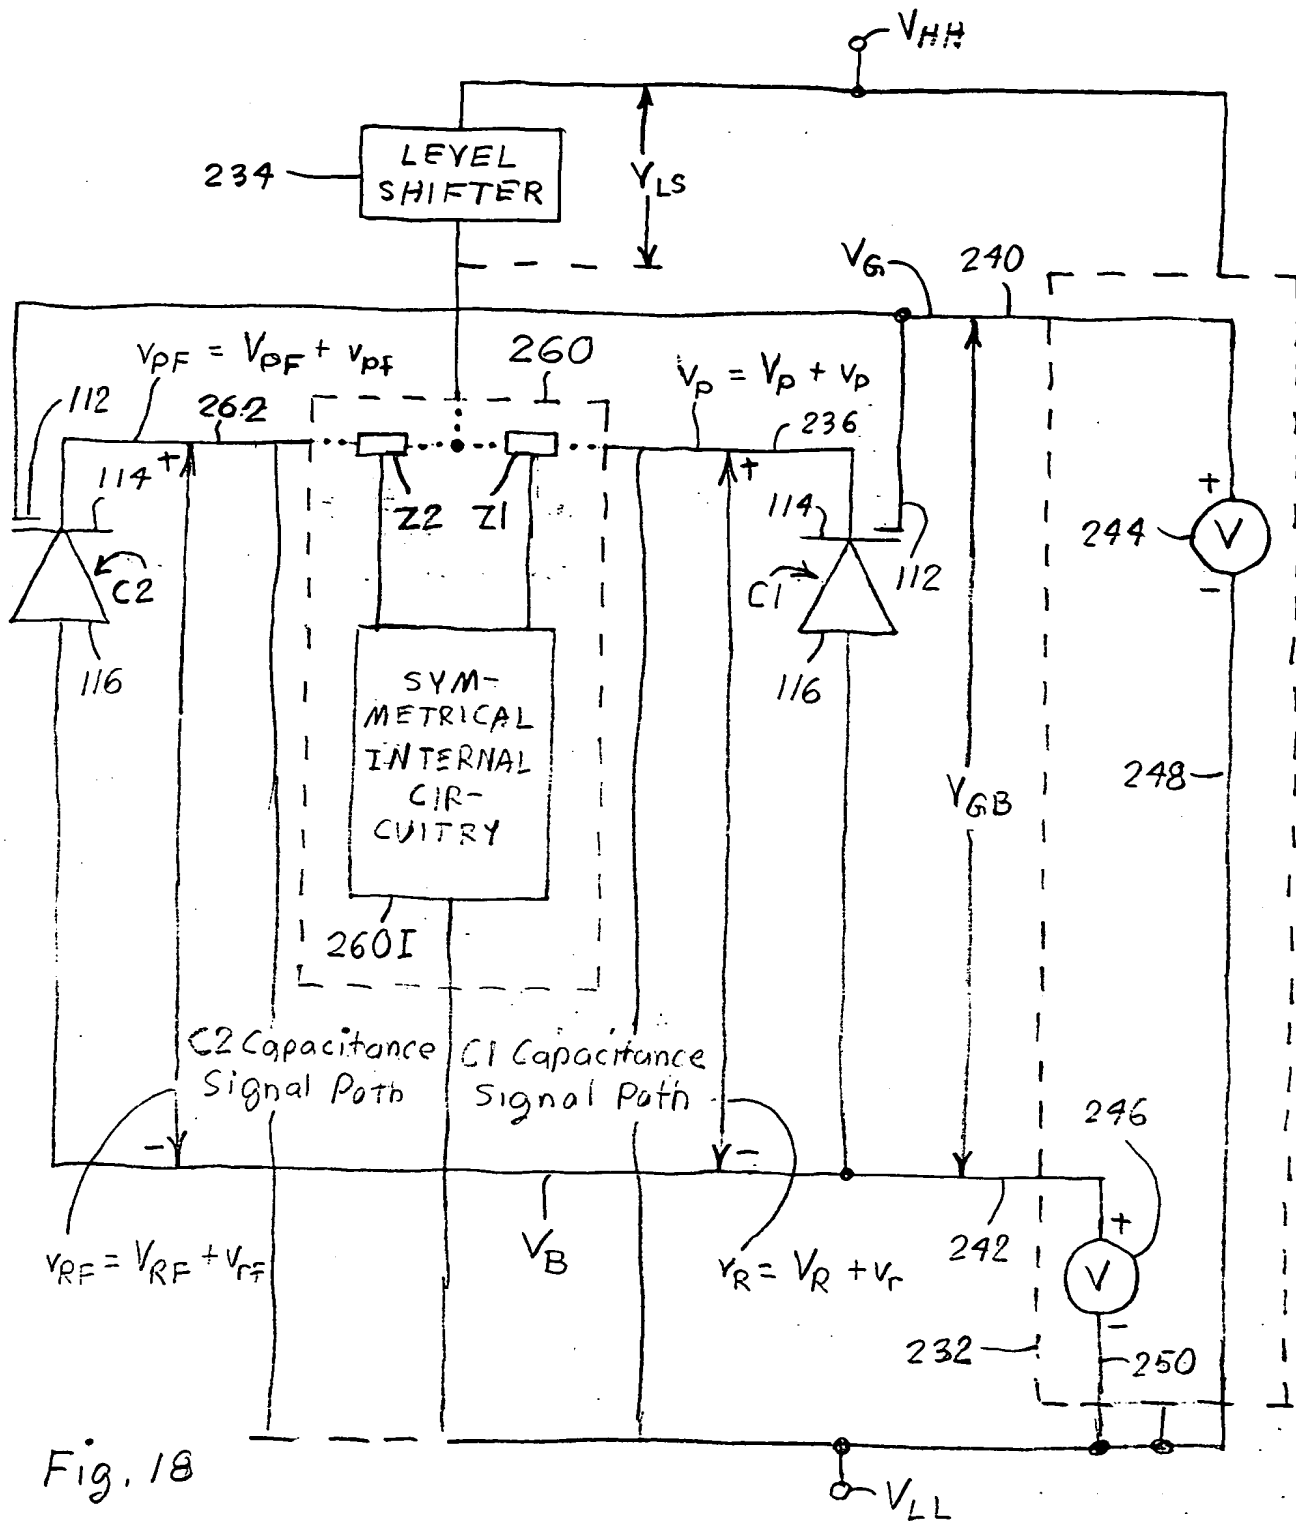 VHH
LEVEL
SHIFTER
234
VLS
VG
240
vPF = VPF + vpf
260
vP = VP + vp
112
262
236
+
+
114
Z2
Z1
114
+
244
V
-
C2
C1
112
116
116
SYM-
METRICAL
INTERNAL
CIR-
CUITRY
248
VGB
260I
C2 Capacitance
Signal Path
C1 Capacitance
Signal Path
246
-
-
+
vRF = VRF + vrf
VB
vR = VR + vr
242
V
-
232
250
Fig. 18
VLL